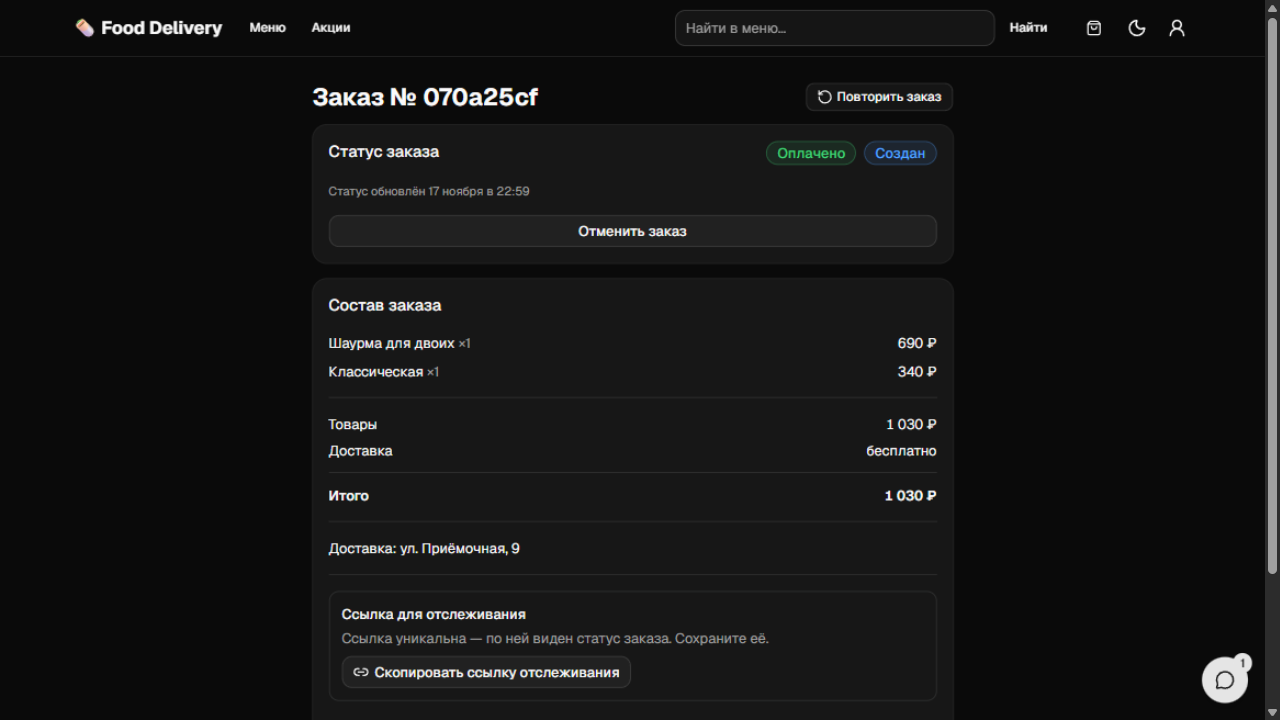 Food Delivery Меню Акции Найти в меню... Найти
Заказ № 070a25cf Повторить заказ
Статус заказа Оплачено Создан
Статус обновлён 17 ноября в 22:59
Отменить заказ
Состав заказа
Шаурма для двоих ×1 690 ₽
Классическая ×1 340 ₽
Товары 1 030 ₽
Доставка бесплатно
Итого 1 030 ₽
Доставка: ул. Приёмочная, 9
Ссылка для отслеживания
Ссылка уникальна — по ней виден статус заказа. Сохраните её.
Скопировать ссылку отслеживания
1